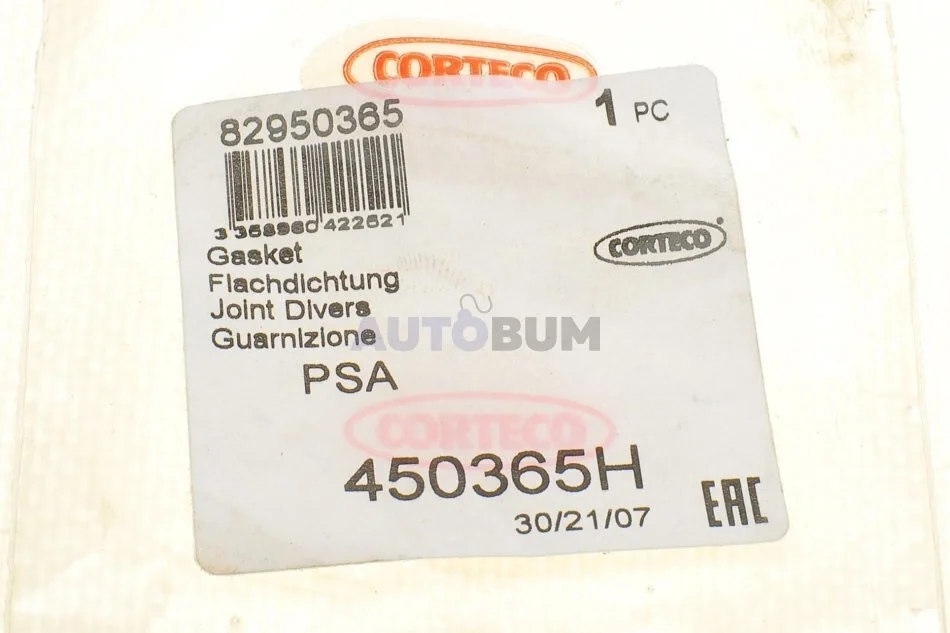 CORTECO
82950365
1 PC
3 358960 422621
CORTECO®
Gasket
Flachdichtung
Joint Divers
Guarnizione
AUTOBUM
PSA
CORTECO
450365H
30/21/07
EAC